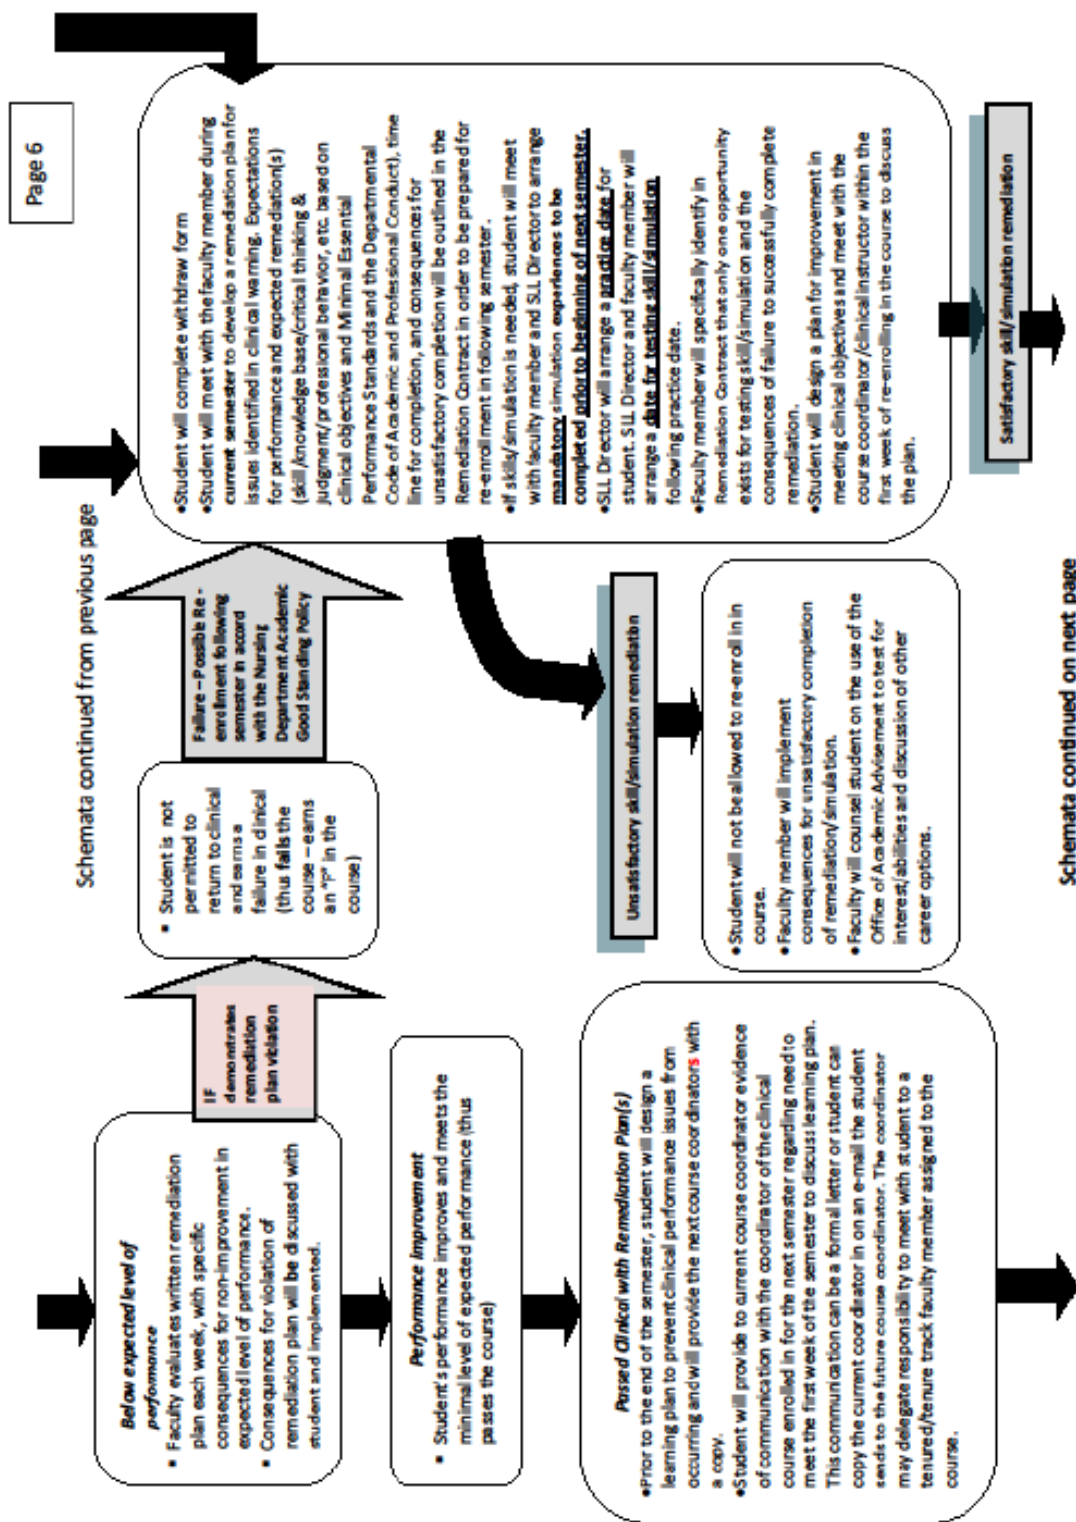 Page 6
Schemata continued from previous page
Below expected level of
performance
• Faculty evaluates written remediation
plan each week, with specific
consequences for non-improvement in
expected level of performance.
• Consequences for violation of
remediation plan will be discussed with
student and implemented.
IF
demonstrates
remediation
plan violation
• Student is not
permitted to
return to clinical
and earns a
failure in clinical
(thus fails the
course – earns
an "F" in the
course)
Failure – Possible Re -
enrollment following
semester in accord
with the Nursing
Department Academic
Good Standing Policy
•Student will complete withdraw form
•Student will meet with the faculty member during
current semester to develop a remediation plan for
issues identified in clinical warning. Expectations
for performance and expected remediation(s)
(skill/knowledge base/critical thinking &
judgment/professional behavior, etc. based on
clinical objectives and Minimal Essential
Performance Standards and the Departmental
Code of Academic and Professional Conduct), time
line for completion, and consequences for
unsatisfactory completion will be outlined in the
Remediation Contract in order to be prepared for
re-enrollment in following semester.
•If skills/simulation is needed, student will meet
with faculty member and SLL Director to arrange
mandatory simulation experiences to be
completed prior to beginning of next semester.
•SLL Director will arrange a practice date for
student. SLL Director and faculty member will
arrange a date for testing skill/simulation
following practice date.
•Faculty member will specifically identify in
Remediation Contract that only one opportunity
exists for testing skill/simulation and the
consequences of failure to successfully complete
remediation.
•Student will design a plan for improvement in
meeting clinical objectives and meet with the
course coordinator/clinical instructor within the
first week of re-enrolling in the course to discuss
the plan.
Performance Improvement
• Student's performance improves and meets the
minimal level of expected performance (thus
passes the course)
Unsatisfactory skill/simulation remediation
•Student will not be allowed to re-enroll in in
course.
•Faculty member will implement
consequences for unsatisfactory completion
of remediation/simulation.
•Faculty will counsel student on the use of the
Office of Academic Advisement to test for
interest/abilities and discussion of other
career options.
Satisfactory skill/simulation remediation
Passed Clinical with Remediation Plan(s)
•Prior to the end of the semester, student will design a
learning plan to prevent clinical performance issues from
occurring and will provide the next course coordinators with
a copy.
•Student will provide to current course coordinator evidence
of communication with the coordinator of the clinical
course enrolled in for the next semester regarding need to
meet the first week of the semester to discuss learning plan.
This communication can be a formal letter or student can
copy the current coordinator in on an e-mail the student
sends to the future course coordinator. The coordinator
may delegate responsibility to meet with student to a
tenured/tenure track faculty member assigned to the
course.
Schemata continued on next page